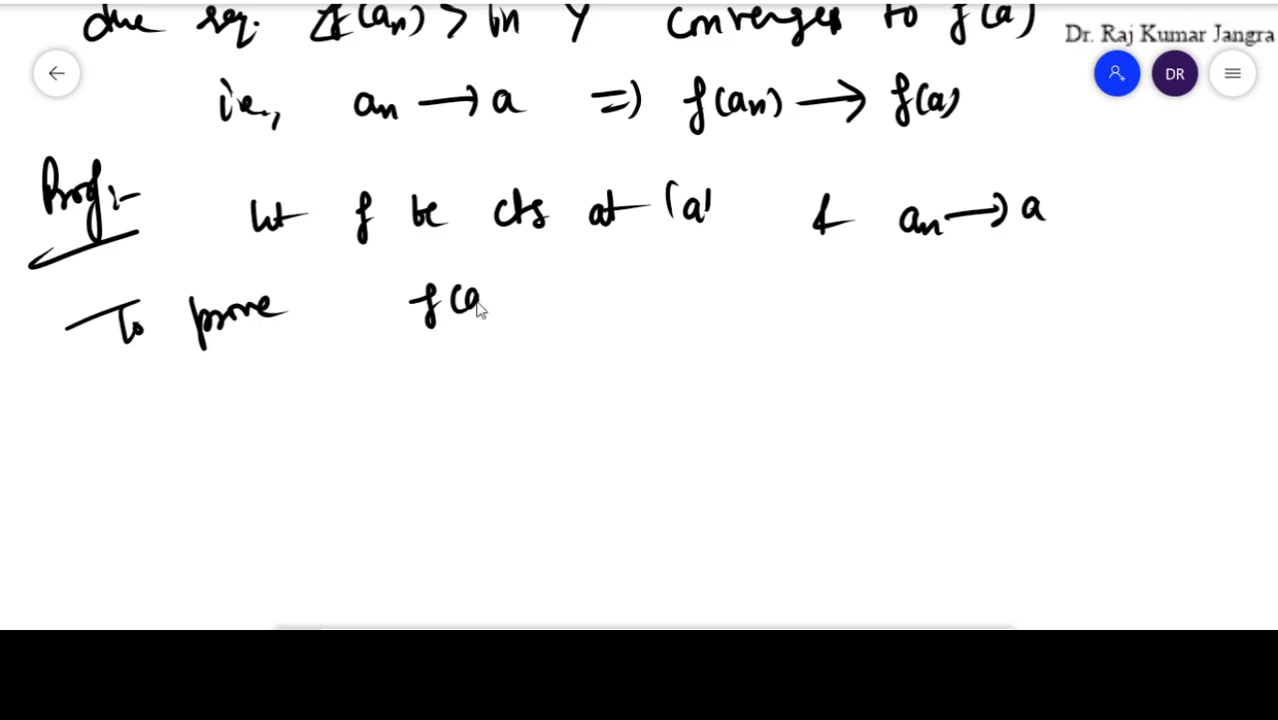 the seq. <f(an)> in Y converges to f(a)
Dr. Raj Kumar Jangra
DR
i.e., an → a ⇒ f(an) → f(a)
Proof:-
let f be cts at 'a' & an → a
To prove f(a